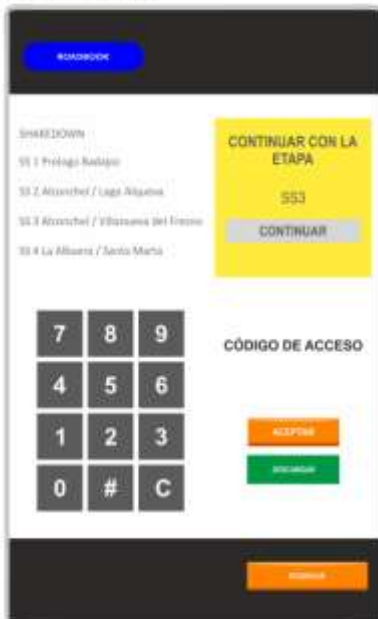 ROADBOOK
SHAKEDOWN
SS 1 Prologo Badajoz
SS 2 Alconchel / Lago Alqueva
SS 3 Alconchel / Villanueva del Fresno
SS 4 La Albuera / Santa Marta
CONTINUAR CON LA
ETAPA
SS3
CONTINUAR
7 8 9
4 5 6
1 2 3
0 # C
CÓDIGO DE ACCESO
ACEPTAR
DESCARGAR